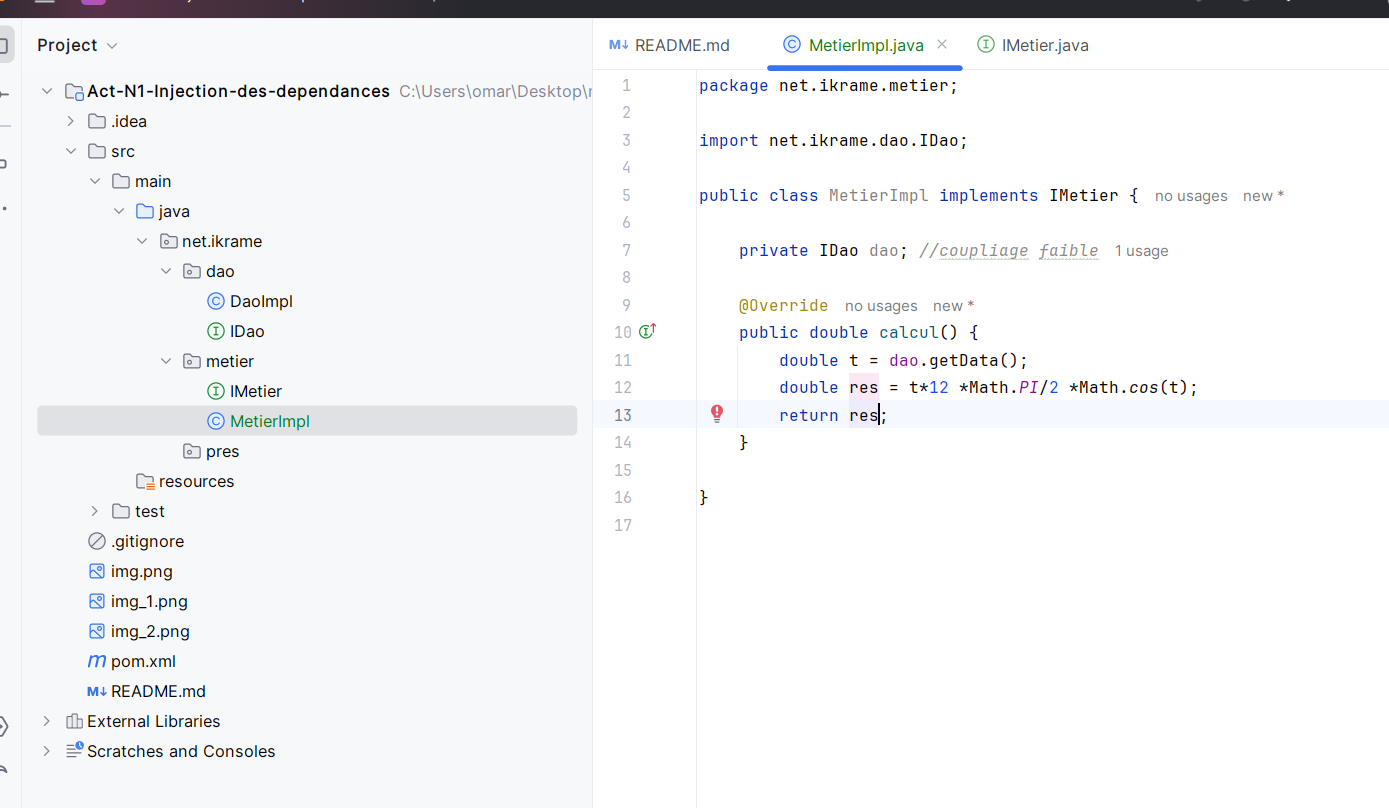 Project
Act-N1-Injection-des-dependances C:\Users\omar\Desktop\
.idea
src
main
java
net.ikrame
dao
DaoImpl
IDao
metier
IMetier
MetierImpl
pres
resources
test
.gitignore
img.png
img_1.png
img_2.png
pom.xml
README.md
External Libraries
Scratches and Consoles
README.md MetierImpl.java IMetier.java
1 package net.ikrame.metier;
2
3 import net.ikrame.dao.IDao;
4
5 public class MetierImpl implements IMetier { no usages new *
6
7 private IDao dao; //coupliage faible 1 usage
8
9 @Override no usages new *
10 public double calcul() {
11 double t = dao.getData();
12 double res = t*12 *Math.PI/2 *Math.cos(t);
13 return res;
14 }
15
16 }
17